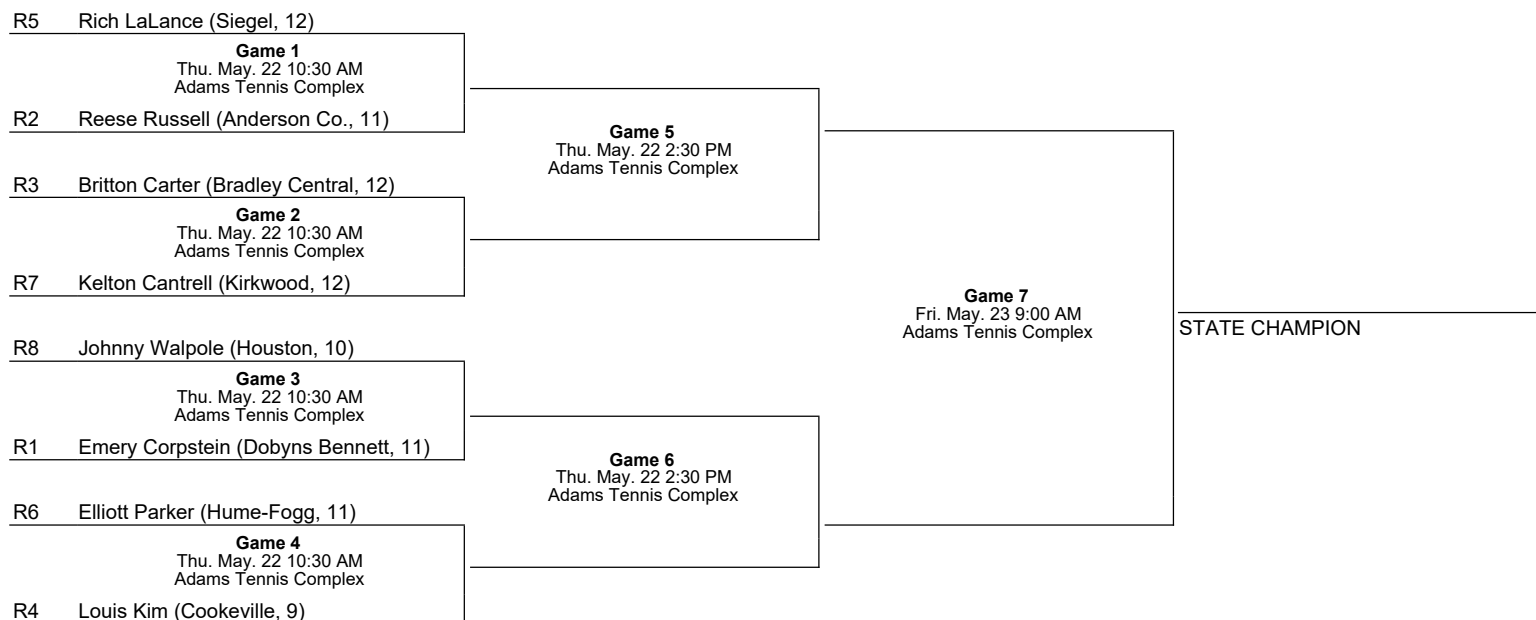 R5 Rich LaLance (Siegel, 12)
Game 1
Thu. May. 22 10:30 AM
Adams Tennis Complex
R2 Reese Russell (Anderson Co., 11)
Game 5
Thu. May. 22 2:30 PM
Adams Tennis Complex
R3 Britton Carter (Bradley Central, 12)
Game 2
Thu. May. 22 10:30 AM
Adams Tennis Complex
R7 Kelton Cantrell (Kirkwood, 12)
Game 7
Fri. May. 23 9:00 AM
Adams Tennis Complex
STATE CHAMPION
R8 Johnny Walpole (Houston, 10)
Game 3
Thu. May. 22 10:30 AM
Adams Tennis Complex
R1 Emery Corpstein (Dobyns Bennett, 11)
Game 6
Thu. May. 22 2:30 PM
Adams Tennis Complex
R6 Elliott Parker (Hume-Fogg, 11)
Game 4
Thu. May. 22 10:30 AM
Adams Tennis Complex
R4 Louis Kim (Cookeville, 9)